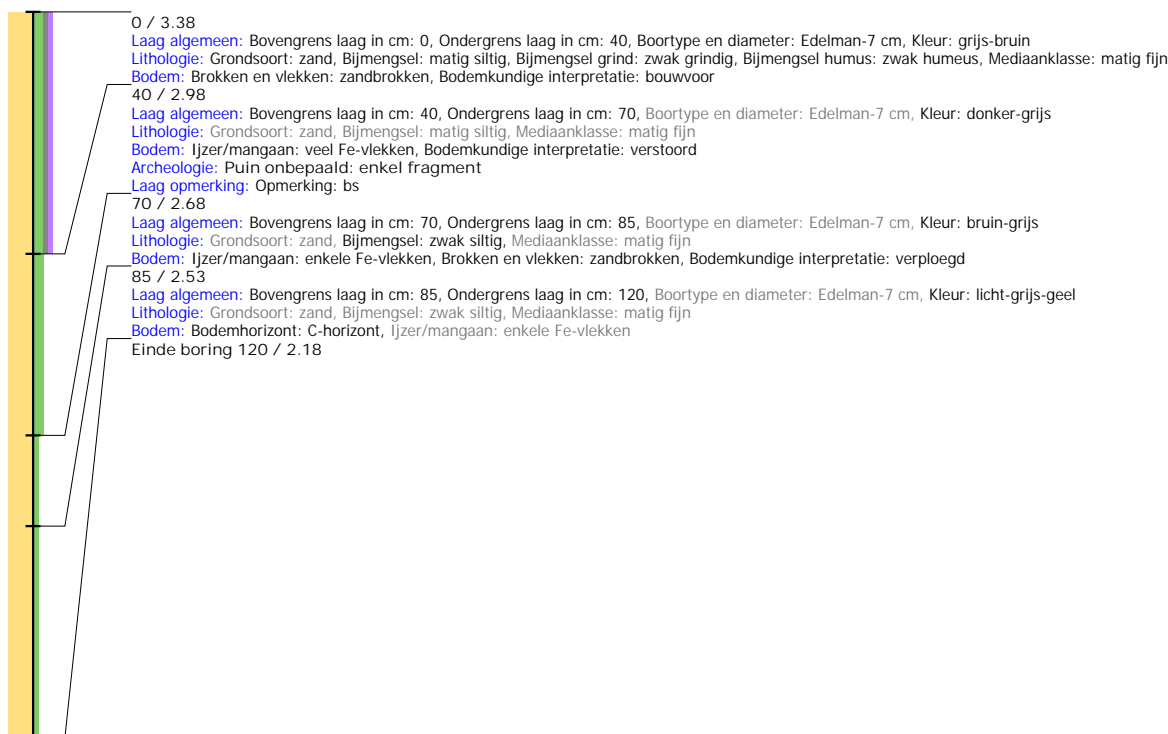 0 / 3.38
Laag algemeen: Bovengrens laag in cm: 0, Ondergrens laag in cm: 40, Boortype en diameter: Edelman-7 cm, Kleur: grijs-bruin
Lithologie: Grondsoort: zand, Bijmengsel: matig siltig, Bijmengsel grind: zwak grindig, Bijmengsel humus: zwak humeus, Mediaanklasse: matig fijn
Bodem: Brokken en vlekken: zandbrokken, Bodemkundige interpretatie: bouwvoor
40 / 2.98
Laag algemeen: Bovengrens laag in cm: 40, Ondergrens laag in cm: 70, Boortype en diameter: Edelman-7 cm, Kleur: donker-grijs
Lithologie: Grondsoort: zand, Bijmengsel: matig siltig, Mediaanklasse: matig fijn
Bodem: Ijzer/mangaan: veel Fe-vlekken, Bodemkundige interpretatie: verstoord
Archeologie: Puin onbepaald: enkel fragment
Laag opmerking: Opmerking: bs
70 / 2.68
Laag algemeen: Bovengrens laag in cm: 70, Ondergrens laag in cm: 85, Boortype en diameter: Edelman-7 cm, Kleur: bruin-grijs
Lithologie: Grondsoort: zand, Bijmengsel: zwak siltig, Mediaanklasse: matig fijn
Bodem: Ijzer/mangaan: enkele Fe-vlekken, Brokken en vlekken: zandbrokken, Bodemkundige interpretatie: verploegd
85 / 2.53
Laag algemeen: Bovengrens laag in cm: 85, Ondergrens laag in cm: 120, Boortype en diameter: Edelman-7 cm, Kleur: licht-grijs-geel
Lithologie: Grondsoort: zand, Bijmengsel: zwak siltig, Mediaanklasse: matig fijn
Bodem: Bodemhorizont: C-horizont, Ijzer/mangaan: enkele Fe-vlekken
Einde boring 120 / 2.18